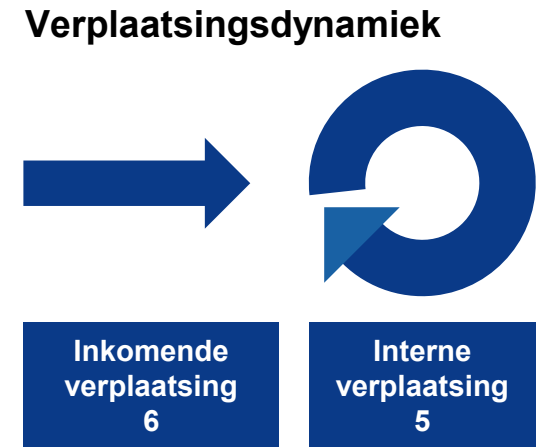 Verplaatsingsdynamiek
Inkomende
verplaatsing
6
Interne
verplaatsing
5